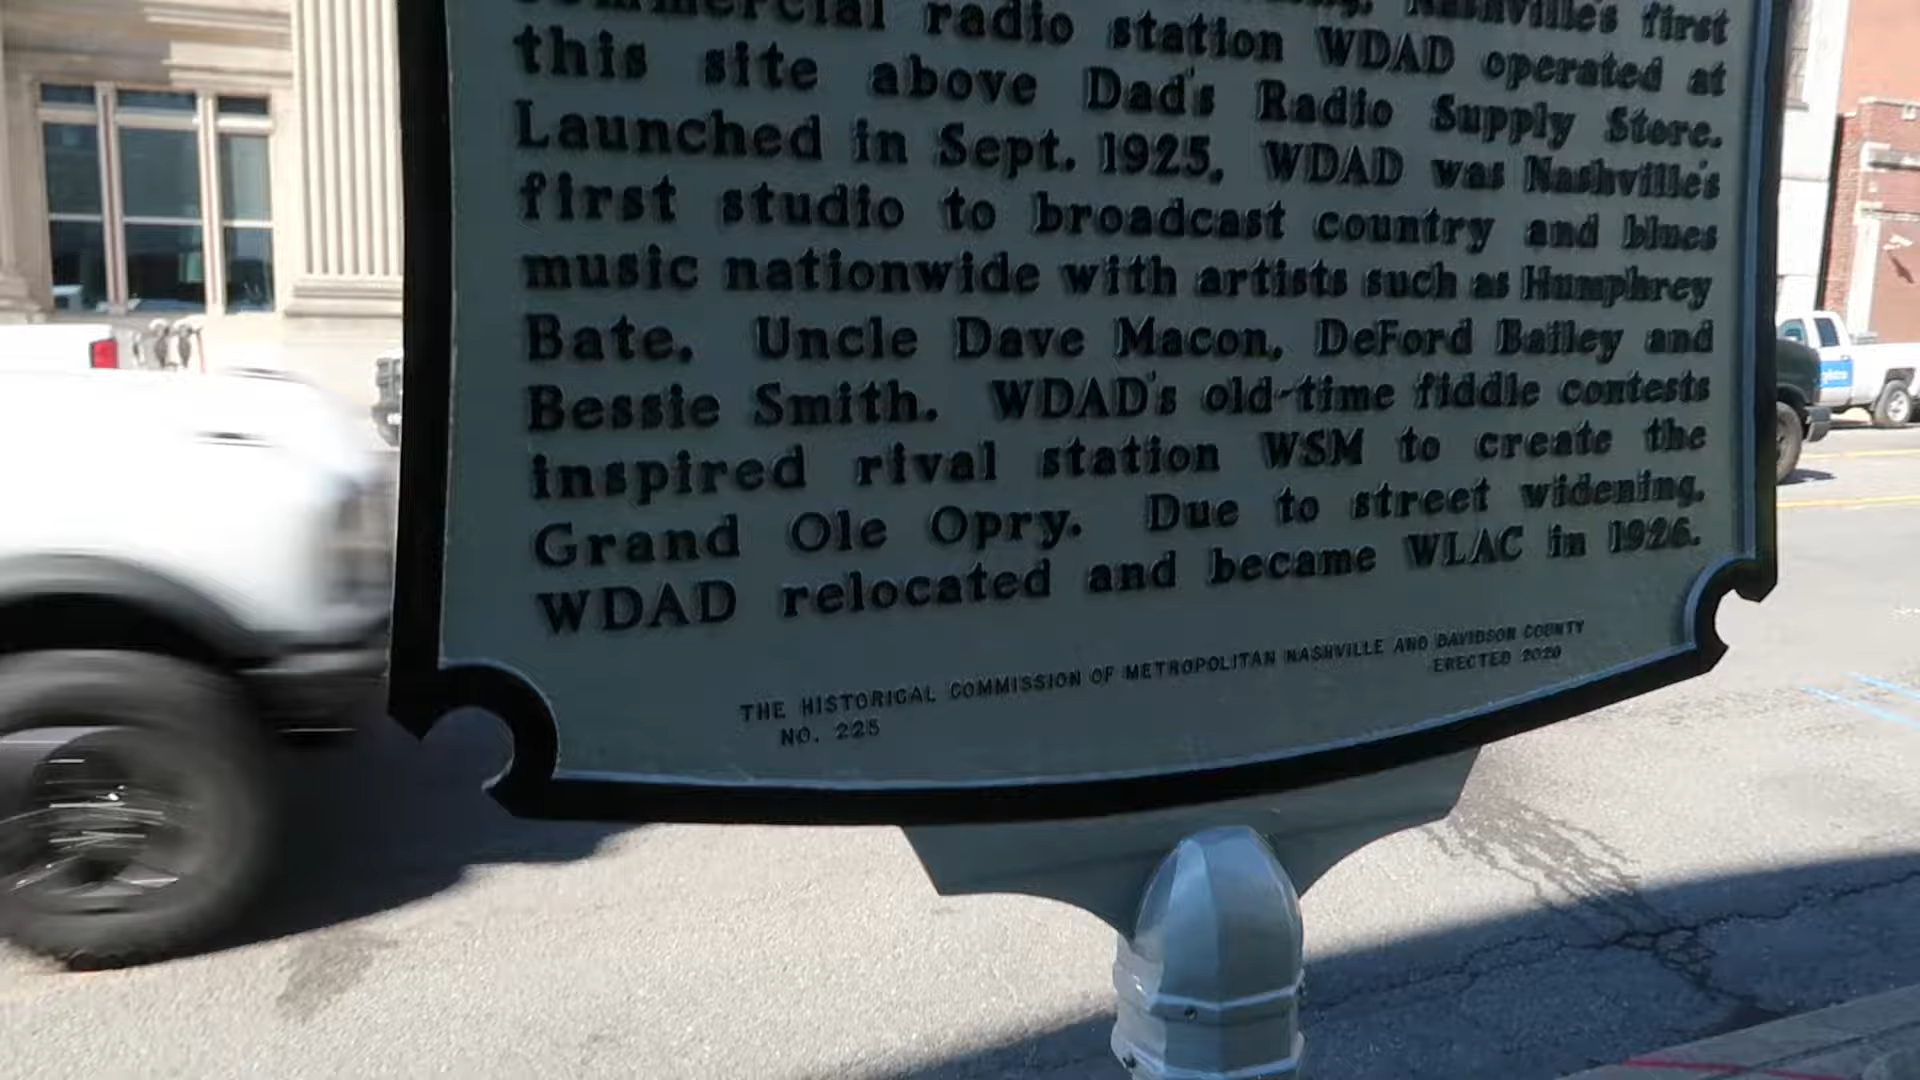 commercial radio station WDAD operated at
Nashville's first
this site above Dad's Radio Supply Store.
Launched in Sept. 1925, WDAD was Nashville's
first studio to broadcast country and blues
music nationwide with artists such as Humphrey
Bate, Uncle Dave Macon, DeFord Bailey and
Bessie Smith. WDAD's old-time fiddle contests
inspired rival station WSM to create the
Grand Ole Opry. Due to street widening,
WDAD relocated and became WLAC in 1926.
THE HISTORICAL COMMISSION OF METROPOLITAN NASHVILLE AND DAVIDSON COUNTY
NO. 225
ERECTED 2020